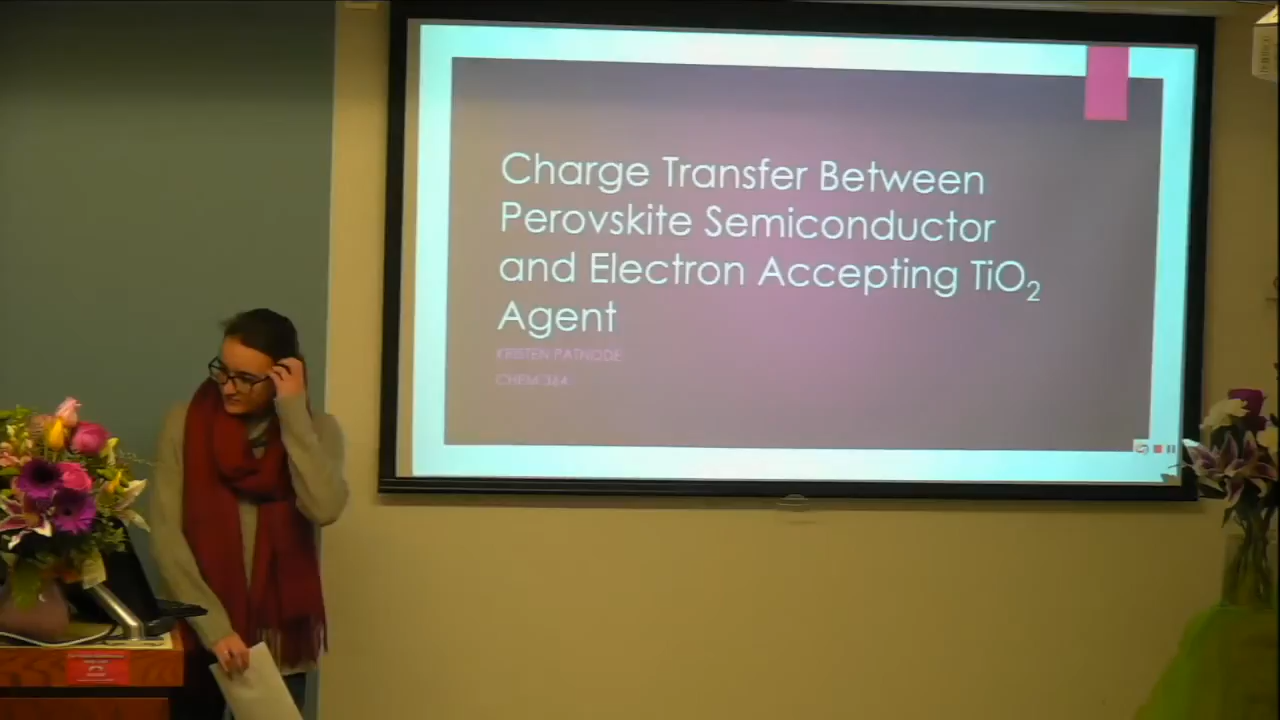 Charge Transfer Between
Perovskite Semiconductor
and Electron Accepting TiO₂
Agent
KRISTEN PATNODE
CHEM 364